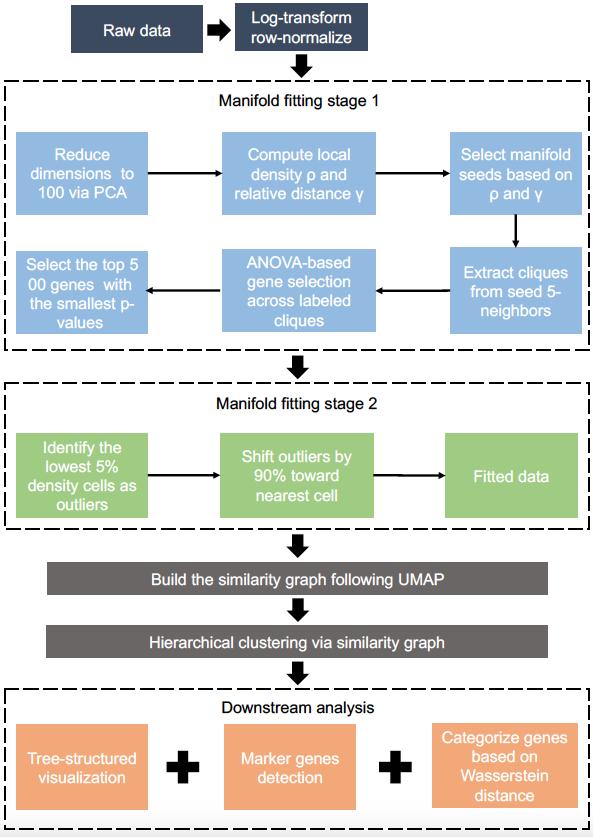 Raw data
Log-transform
row-normalize
Manifold fitting stage 1
Reduce
dimensions to
100 via PCA
Compute local
density ρ and
relative distance γ
Select manifold
seeds based on
ρ and γ
Extract cliques
from seed 5-
neighbors
ANOVA-based
gene selection
across labeled
cliques
Select the top 5
00 genes with
the smallest p-
values
Manifold fitting stage 2
Identify the
lowest 5%
density cells as
outliers
Shift outliers by
90% toward
nearest cell
Fitted data
Build the similarity graph following UMAP
Hierarchical clustering via similarity graph
Downstream analysis
Tree-structured
visualization
Marker genes
detection
Categorize genes
based on
Wasserstein
distance